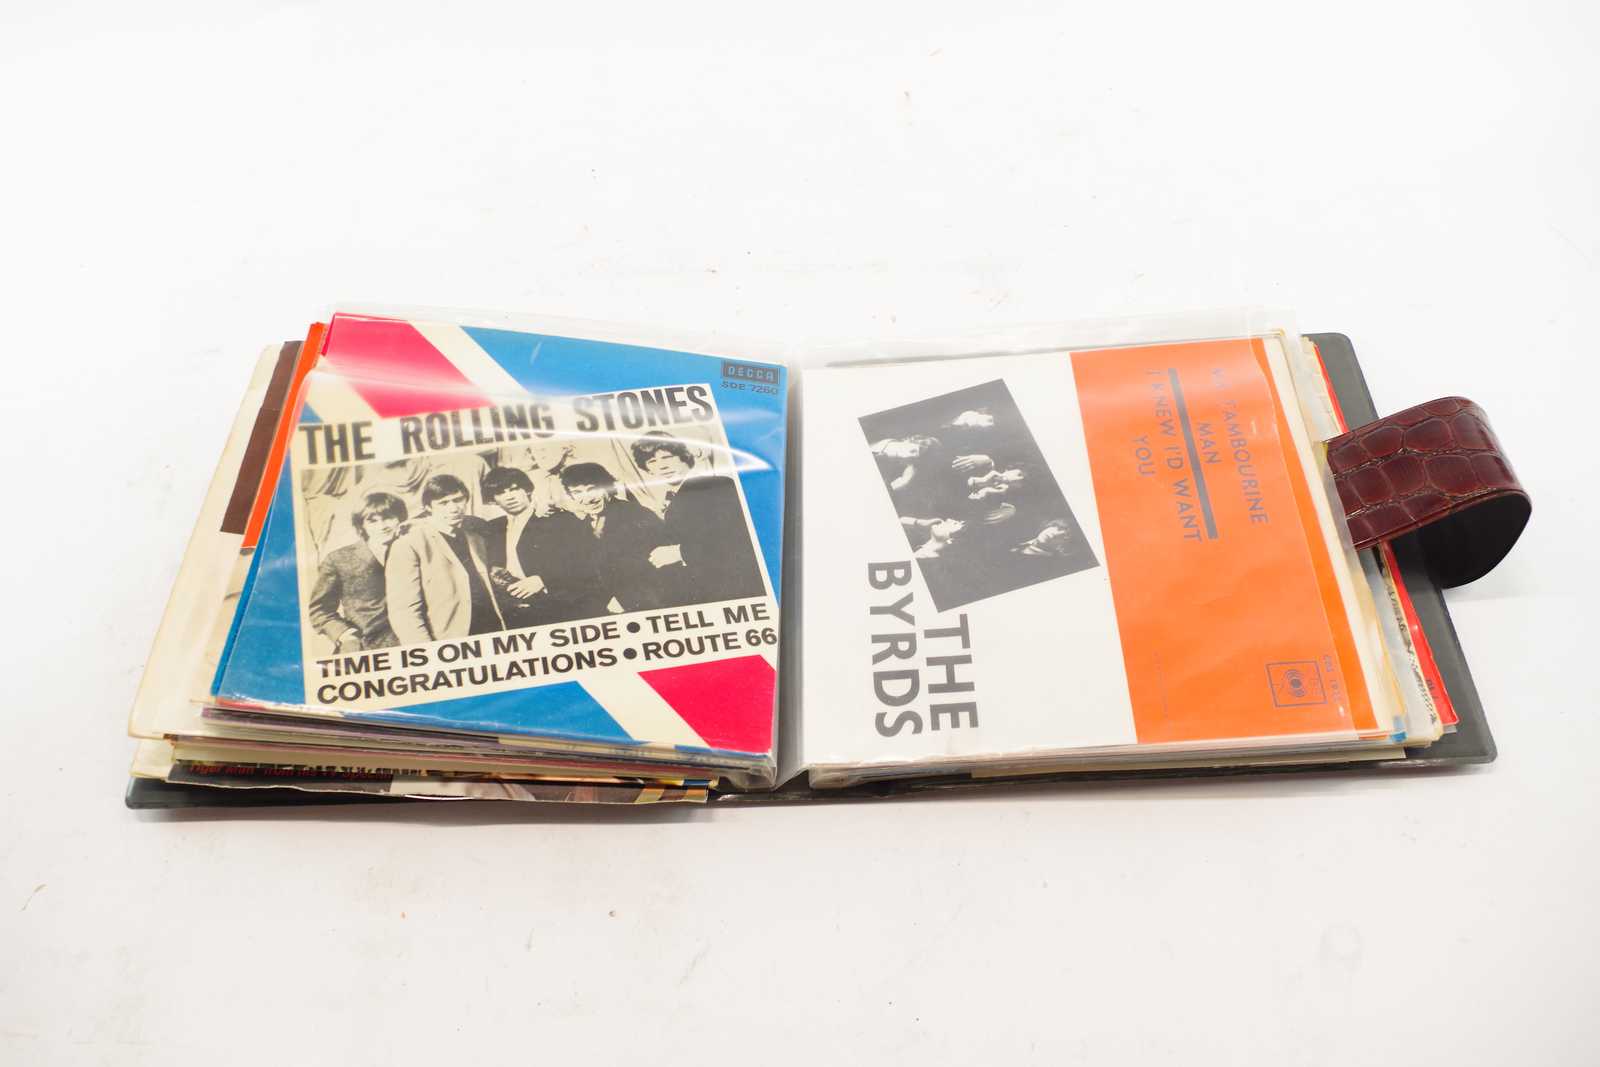 DECCA
SDE 7260
THE ROLLING STONES
TIME IS ON MY SIDE ● TELL ME
CONGRATULATIONS ● ROUTE 66
TAMBOURINE
MAN
I KNEW I'D WANT
YOU
THE
BYRDS
CBS